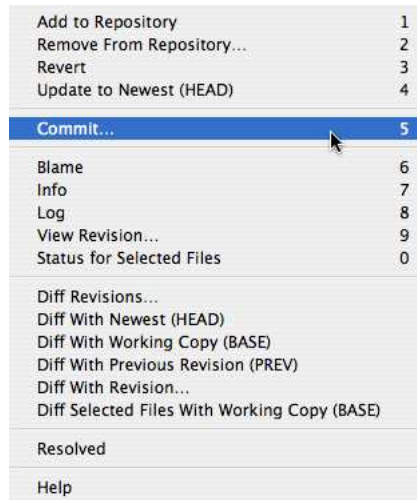 Add to Repository 1
Remove From Repository... 2
Revert 3
Update to Newest (HEAD) 4
Commit... 5
Blame 6
Info 7
Log 8
View Revision... 9
Status for Selected Files 0
Diff Revisions...
Diff With Newest (HEAD)
Diff With Working Copy (BASE)
Diff With Previous Revision (PREV)
Diff With Revision...
Diff Selected Files With Working Copy (BASE)
Resolved
Help